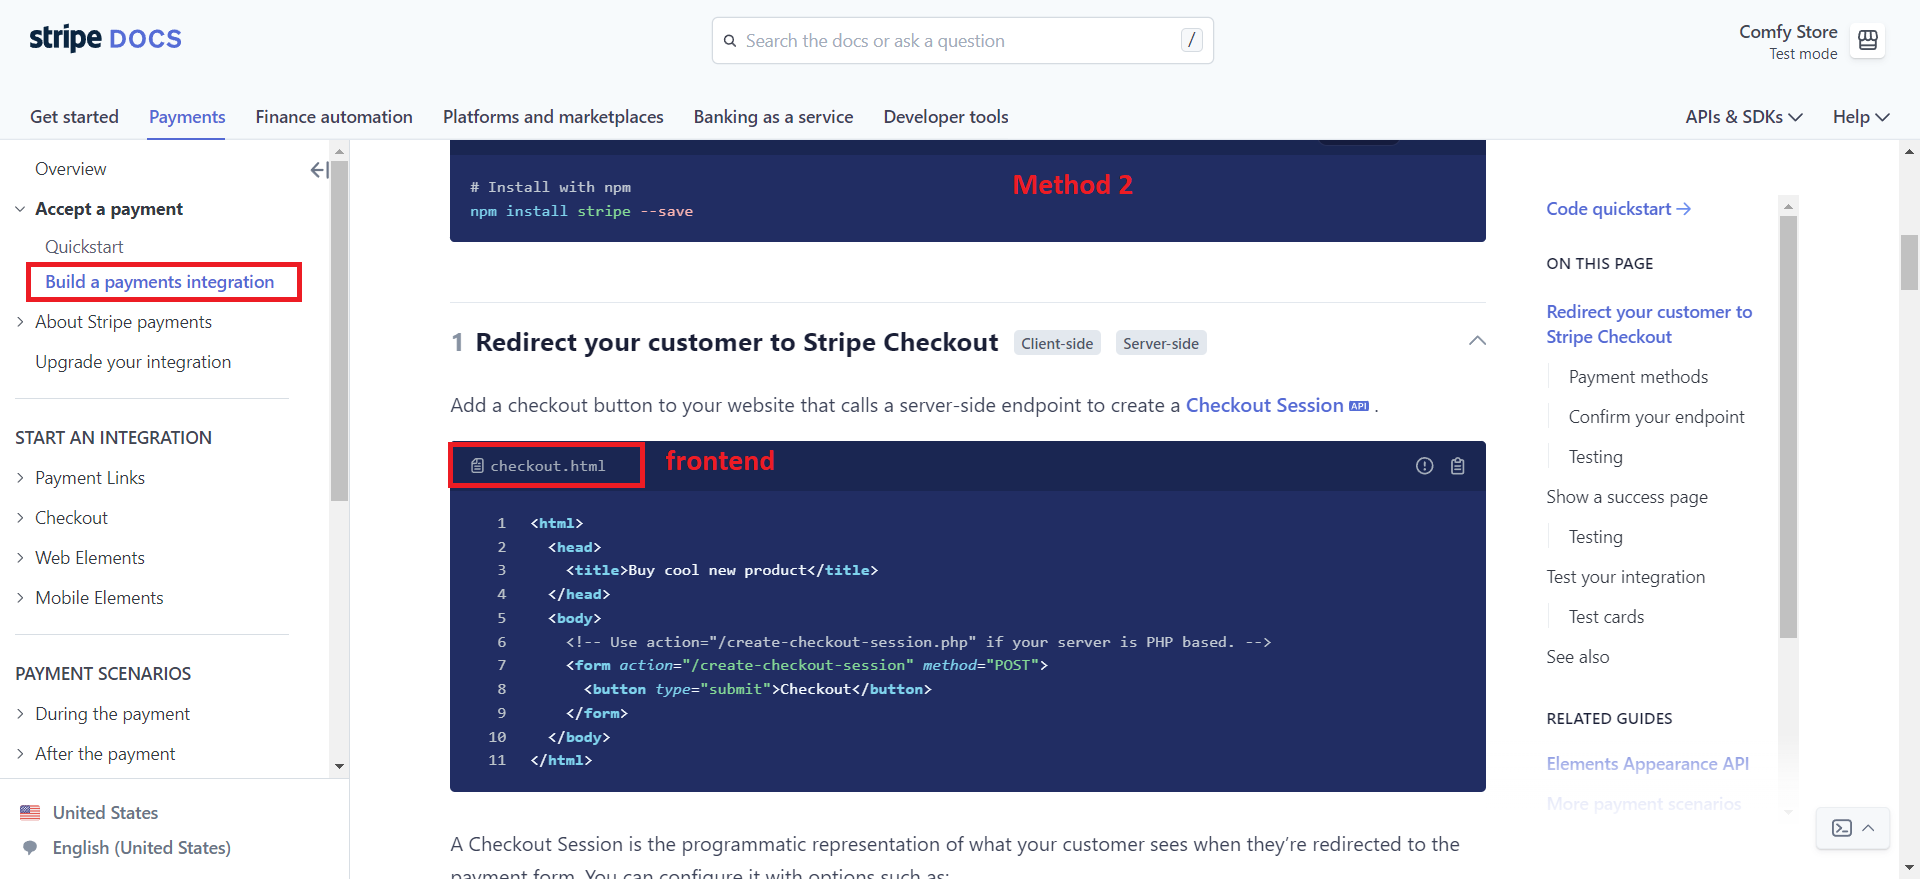 stripe DOCS
Search the docs or ask a question
/
Comfy Store
Test mode
Get started
Payments
Finance automation
Platforms and marketplaces
Banking as a service
Developer tools
APIs & SDKs
Help
Overview
Accept a payment
Quickstart
Build a payments integration
About Stripe payments
Upgrade your integration
START AN INTEGRATION
Payment Links
Checkout
Web Elements
Mobile Elements
PAYMENT SCENARIOS
During the payment
After the payment
United States
English (United States)
# Install with npm
npm install stripe --save
Method 2
1 Redirect your customer to Stripe Checkout Client-side Server-side
Add a checkout button to your website that calls a server-side endpoint to create a Checkout Session API .
checkout.html
frontend
1 <html>
2 <head>
3 <title>Buy cool new product</title>
4 </head>
5 <body>
6 <!-- Use action="/create-checkout-session.php" if your server is PHP based. -->
7 <form action="/create-checkout-session" method="POST">
8 <button type="submit">Checkout</button>
9 </form>
10 </body>
11 </html>
A Checkout Session is the programmatic representation of what your customer sees when they’re redirected to the
payment form. You can configure it with options such as:
Code quickstart →
ON THIS PAGE
Redirect your customer to
Stripe Checkout
Payment methods
Confirm your endpoint
Testing
Show a success page
Testing
Test your integration
Test cards
See also
RELATED GUIDES
Elements Appearance API
More payment scenarios